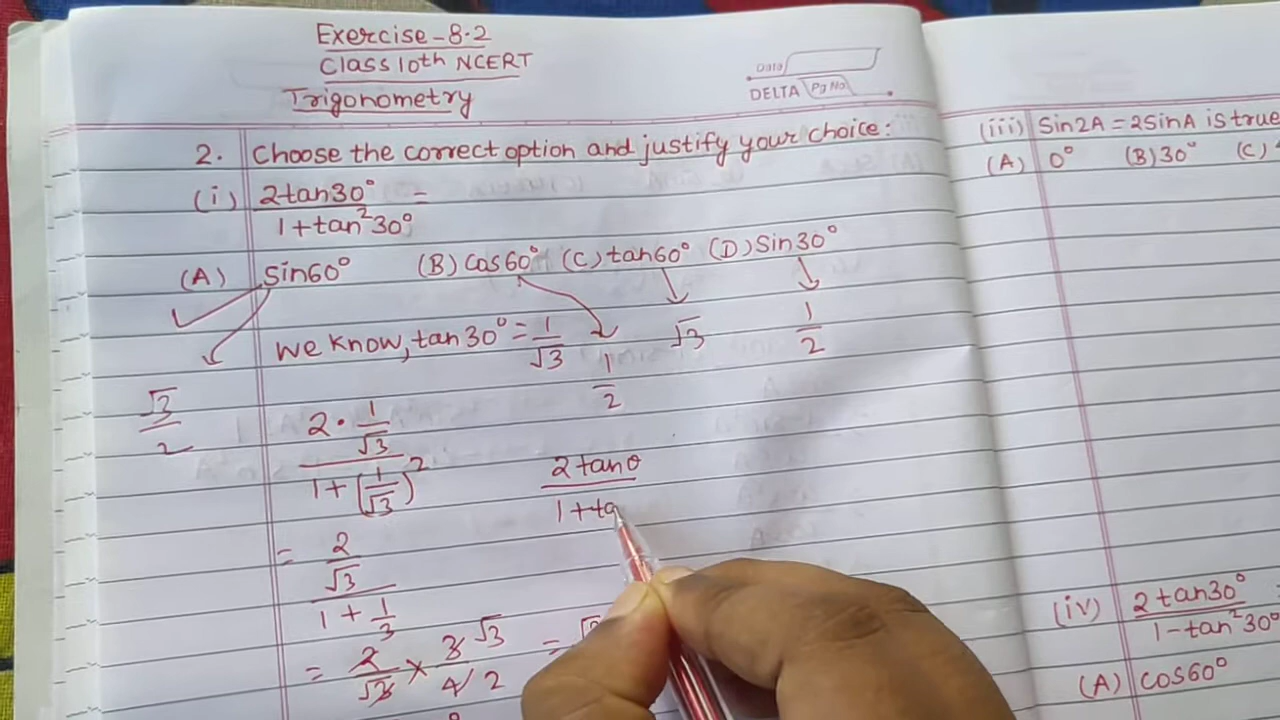 Exercise-8.2
Class 10th NCERT
Trigonometry
Date
DELTA Pg No
2. Choose the correct option and justify your choice:
(i) 2tan30° =
1+tan²30°
(A) Sin60° (B) Cos60° (C) tan60° (D) Sin30°
We know, tan30° = 1/√3
1/2
√3
1/2
√3/2
2 · 1/√3
1+(1/√3)²
2tanθ
1+ta
= 2/√3
1+1/3
= 2/√3 × 3 √3 / 4 2 =
(iii) Sin2A = 2SinA is true
(A) 0° (B) 30° (C)
(iv) 2tan30°
1-tan²30°
(A) Cos60°